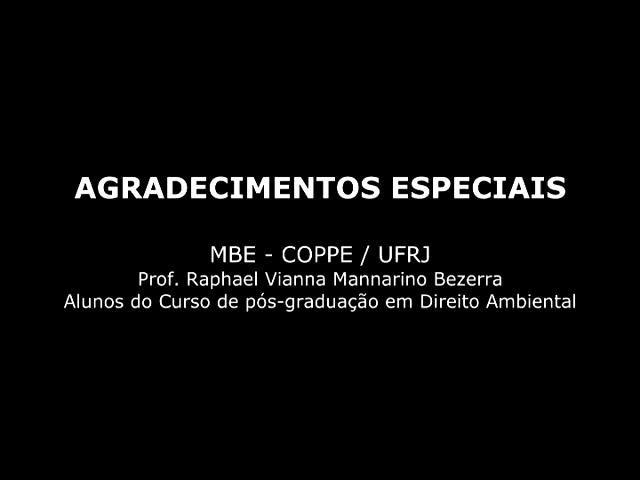 AGRADECIMENTOS ESPECIAIS
MBE - COPPE / UFRJ
Prof. Raphael Vianna Mannarino Bezerra
Alunos do Curso de pós-graduação em Direito Ambiental